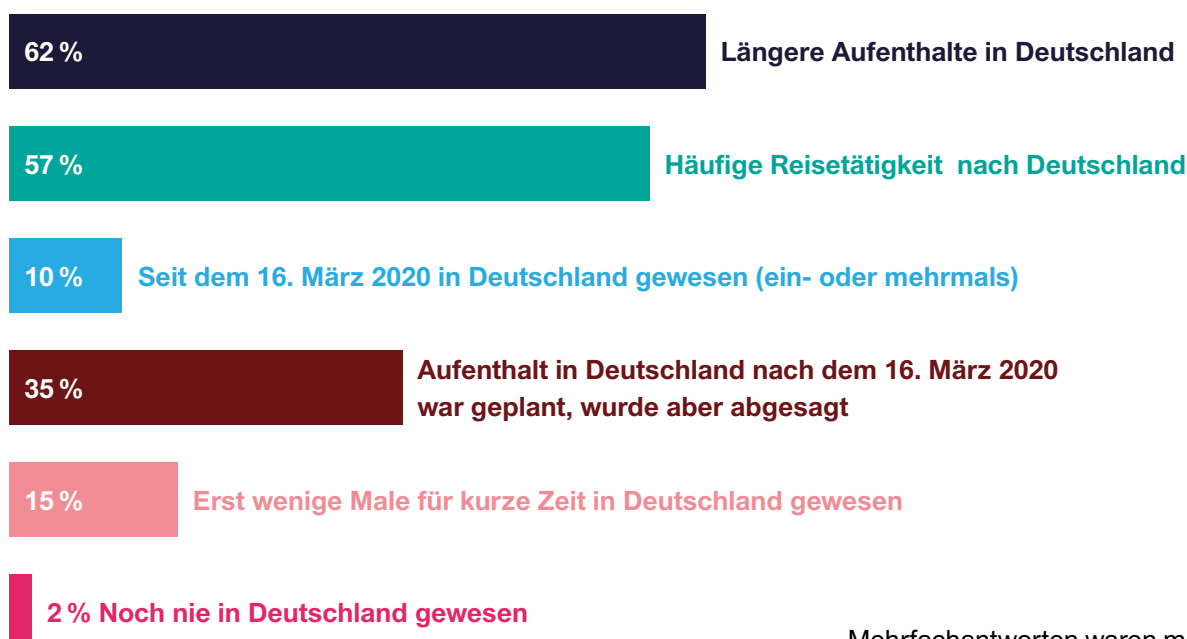 62 % Längere Aufenthalte in Deutschland
57 % Häufige Reisetätigkeit nach Deutschland
10 % Seit dem 16. März 2020 in Deutschland gewesen (ein- oder mehrmals)
35 % Aufenthalt in Deutschland nach dem 16. März 2020
war geplant, wurde aber abgesagt
15 % Erst wenige Male für kurze Zeit in Deutschland gewesen
2 % Noch nie in Deutschland gewesen
Mehrfachantworten waren